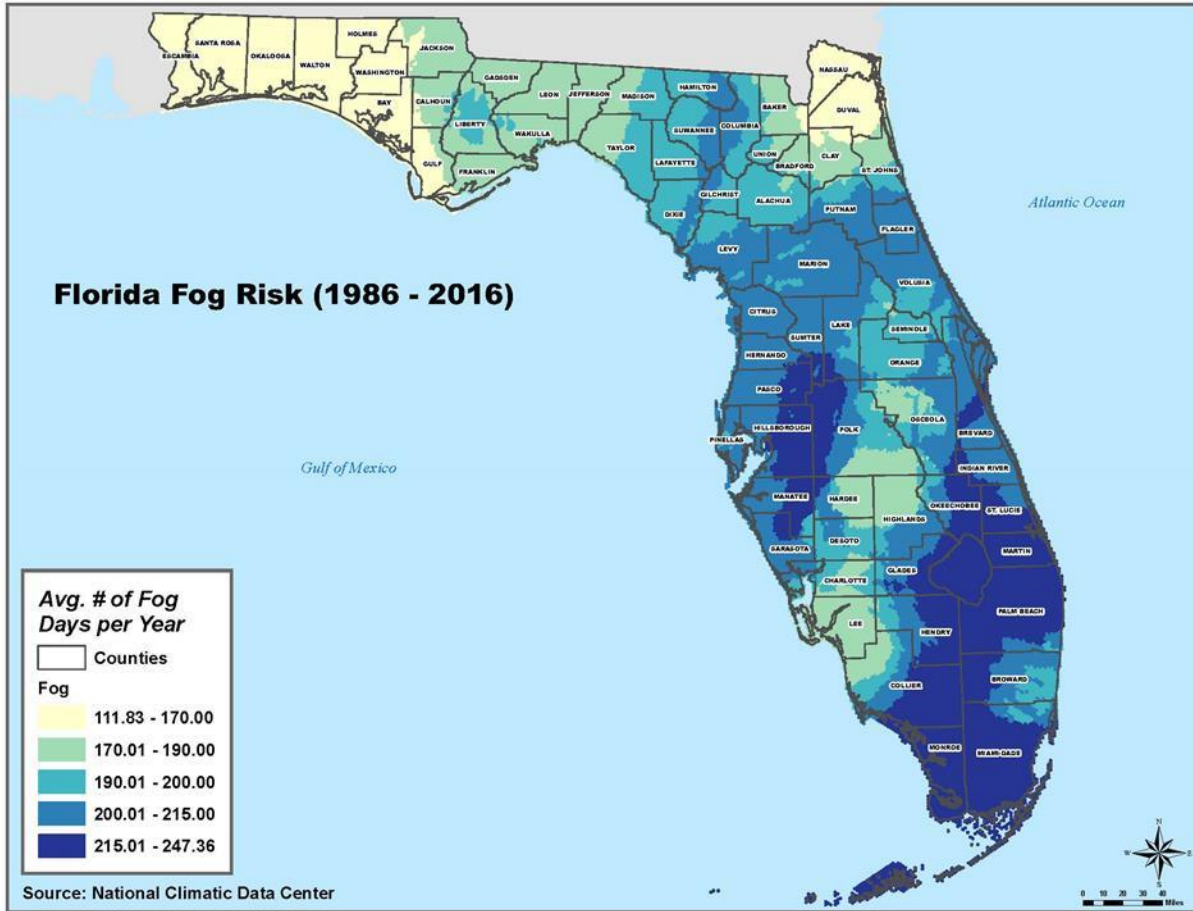 HOLMES
JACKSON
SANTA ROSA
ESCAMBIA
OKALOOSA
WALTON
WASHINGTON
GADSDEN
LEON
JEFFERSON
MADISON
HAMILTON
NASSAU
BAY
CALHOUN
LIBERTY
WAKULLA
TAYLOR
SUWANNEE
COLUMBIA
BAKER
DUVAL
GULF
FRANKLIN
LAFAYETTE
UNION
BRADFORD
CLAY
ST. JOHNS
DIXIE
GILCHRIST
ALACHUA
PUTNAM
Atlantic Ocean
FLAGLER
LEVY
MARION
Florida Fog Risk (1986 - 2016)
VOLUSIA
CITRUS
SUMTER
LAKE
SEMINOLE
HERNANDO
ORANGE
PASCO
OSCEOLA
PINELLAS
HILLSBOROUGH
POLK
BREVARD
Gulf of Mexico
INDIAN RIVER
MANATEE
HARDEE
HIGHLANDS
OKEECHOBEE
ST. LUCIE
SARASOTA
DESOTO
MARTIN
CHARLOTTE
GLADES
PALM BEACH
LEE
HENDRY
COLLIER
BROWARD
MONROE
MIAMI-DADE
Avg. # of Fog
Days per Year
Counties
Fog
111.83 - 170.00
170.01 - 190.00
190.01 - 200.00
200.01 - 215.00
215.01 - 247.36
Source: National Climatic Data Center
N
W E
S
0 10 20 30 40
Miles